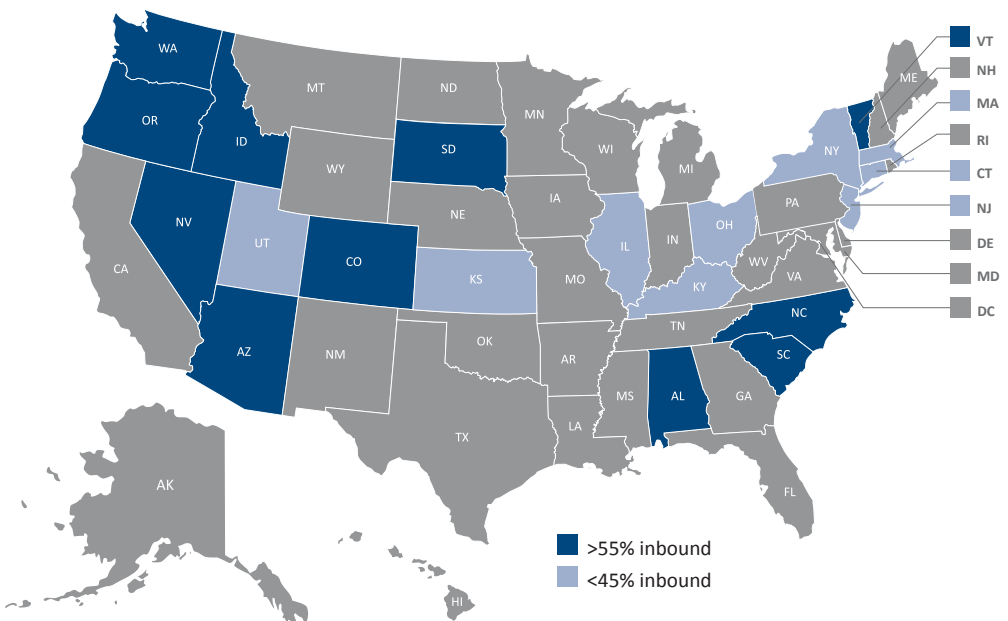 WA
MT
ND
MN
ME
VT
NH
MA
RI
CT
NJ
DE
MD
DC
OR
ID
SD
WI
NY
MI
WY
IA
NE
PA
NV
UT
CO
KS
IL
IN
OH
WV
VA
CA
MO
KY
NC
AZ
NM
OK
TN
SC
AR
MS
AL
GA
TX
LA
FL
AK
HI
>55% inbound
<45% inbound